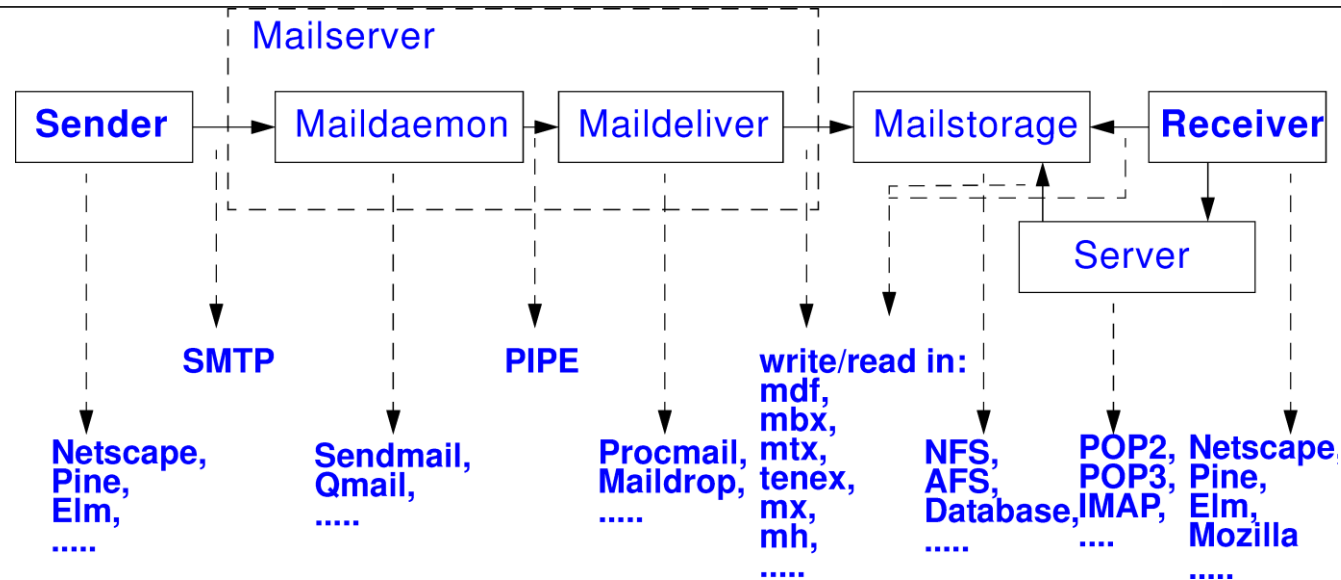 Mailserver
Sender
Maildaemon
Maildeliver
Mailstorage
Receiver
Server
SMTP
PIPE
write/read in:
mdf,
mbx,
mtx,
tenex,
mx,
mh,
.....
Netscape,
Pine,
Elm,
.....
Sendmail,
Qmail,
.....
Procmail,
Maildrop,
.....
NFS,
AFS,
Database,
.....
POP2,
POP3,
IMAP,
....
Netscape,
Pine,
Elm,
Mozilla
.....